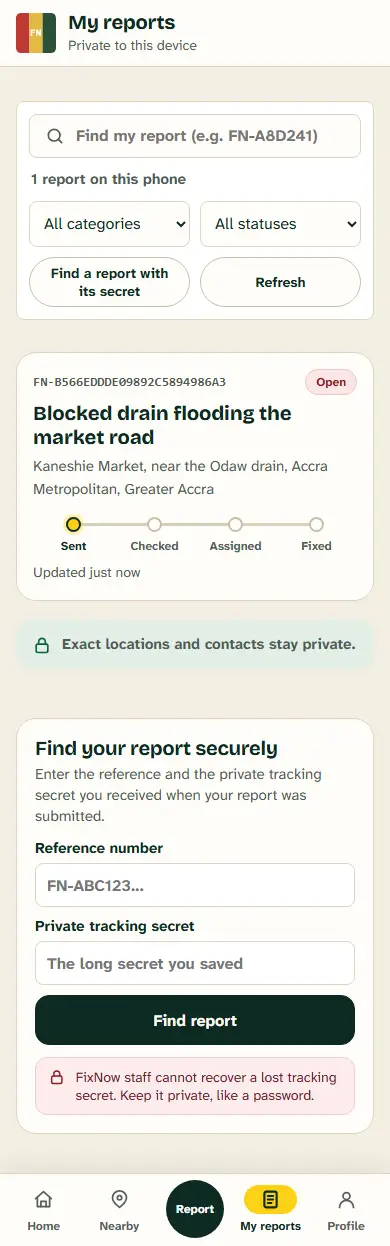 FN
My reports
Private to this device
Find my report (e.g. FN-A8D241)
1 report on this phone
All categories
All statuses
Find a report with
its secret
Refresh
FN-B566EDDDE09892C5894986A3
Open
Blocked drain flooding the
market road
Kaneshie Market, near the Odaw drain, Accra
Metropolitan, Greater Accra
Sent
Checked
Assigned
Fixed
Updated just now
Exact locations and contacts stay private.
Find your report securely
Enter the reference and the private tracking
secret you received when your report was
submitted.
Reference number
FN-ABC123...
Private tracking secret
The long secret you saved
Find report
FixNow staff cannot recover a lost tracking
secret. Keep it private, like a password.
Home
Nearby
Report
My reports
Profile